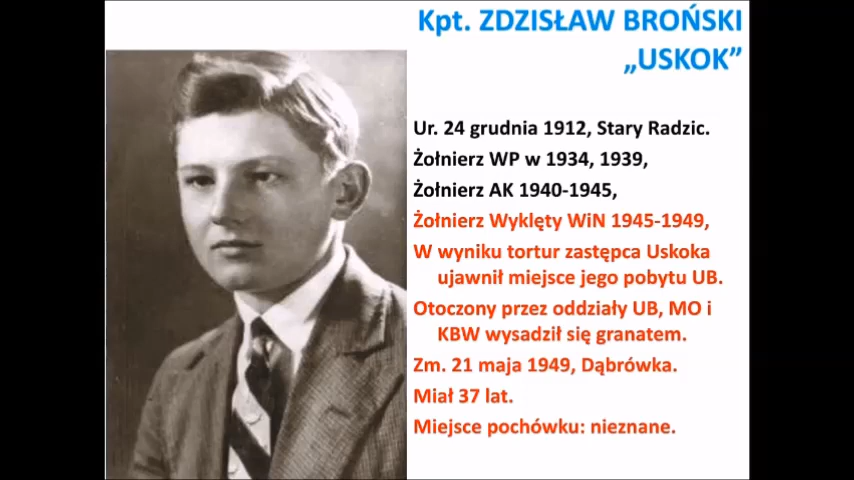 Kpt. ZDZISŁAW BROŃSKI
„USKOK”
Ur. 24 grudnia 1912, Stary Radzic.
Żołnierz WP w 1934, 1939,
Żołnierz AK 1940-1945,
Żołnierz Wyklęty WiN 1945-1949,
W wyniku tortur zastępca Uskoka
ujawnił miejsce jego pobytu UB.
Otoczony przez oddziały UB, MO i
KBW wysadził się granatem.
Zm. 21 maja 1949, Dąbrówka.
Miał 37 lat.
Miejsce pochówku: nieznane.